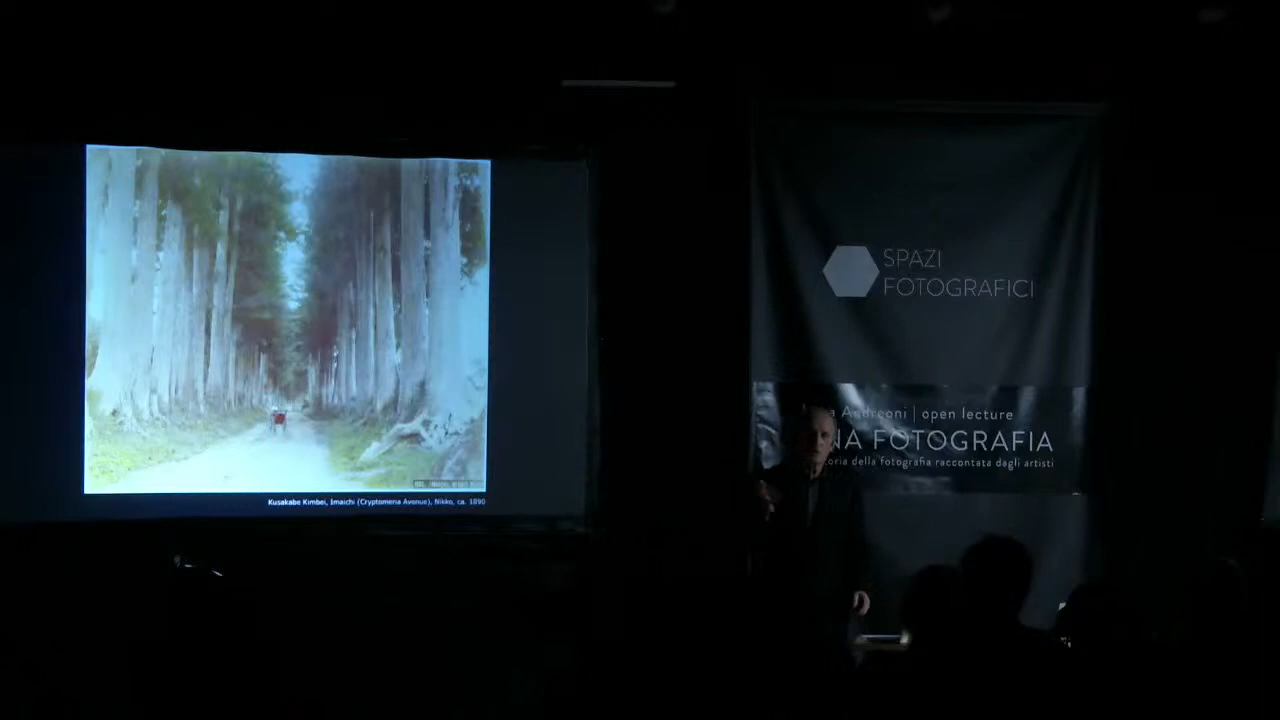 Kusakabe Kimbei, Imaichi (Cryptomeria Avenue), Nikko, ca. 1890
SPAZI
FOTOGRAFICI
a Andreoni | open lecture
NA FOTOGRAFIA
oria della fotografia raccontata dagli artisti